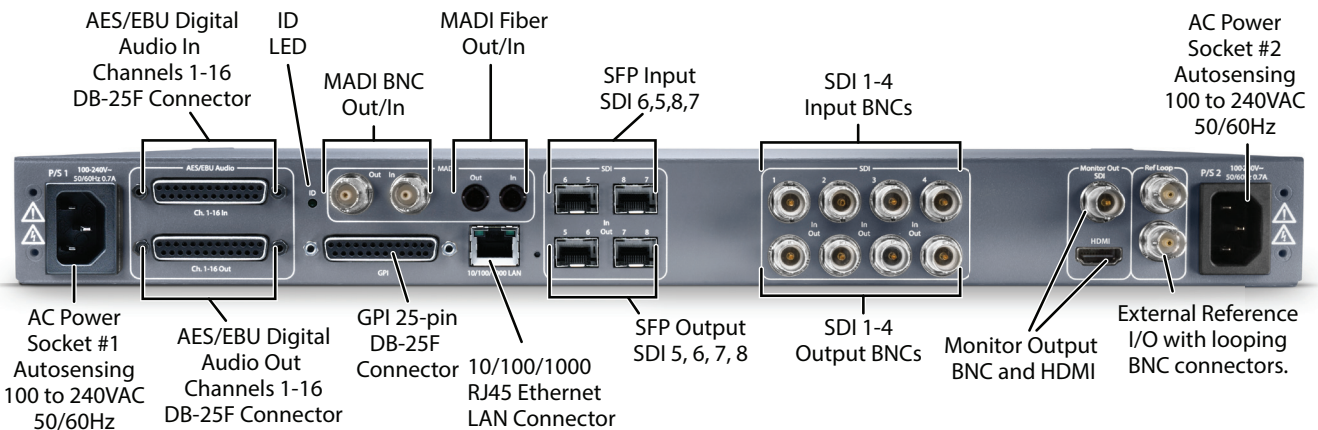 AES/EBU Digital
Audio In
Channels 1-16
DB-25F Connector
ID
LED
MADI BNC
Out/In
MADI Fiber
Out/In
SFP Input
SDI 6,5,8,7
SDI 1-4
Input BNCs
AC Power
Socket #2
Autosensing
100 to 240VAC
50/60Hz
P/S 1
100-240V~
50/60Hz 0.7A
AES/EBU Audio
Ch. 1-16 In
Ch. 1-16 Out
ID
Out In
GPI
Out
In
10/100/1000 LAN
SDI
6 5
8 7
In
Out
5 6
7 8
SDI
1 2 3 4
In
Out
In
Out
In
Out
Monitor Out
SDI
HDMI
Ref Loop
P/S 2
100-240V~
50/60Hz 0.7A
AC Power
Socket #1
Autosensing
100 to 240VAC
50/60Hz
AES/EBU Digital
Audio Out
Channels 1-16
DB-25F Connector
GPI 25-pin
DB-25F
Connector
10/100/1000
RJ45 Ethernet
LAN Connector
SFP Output
SDI 5, 6, 7, 8
SDI 1-4
Output BNCs
Monitor Output
BNC and HDMI
External Reference
I/O with looping
BNC connectors.